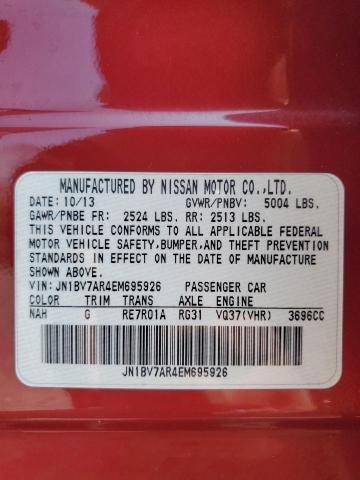 MANUFACTURED BY NISSAN MOTOR CO.,LTD.
DATE: 10/13 GVWR/PNBV: 5004 LBS.
GAWR/PNBE FR: 2524 LBS. RR: 2513 LBS.
THIS VEHICLE CONFORMS TO ALL APPLICABLE FEDERAL
MOTOR VEHICLE SAFETY,BUMPER,AND THEFT PREVENTION
STANDARDS IN EFFECT ON THE DATE OF MANUFACTURE
SHOWN ABOVE.
VIN: JN1BV7AR4EM695926 PASSENGER CAR
COLOR TRIM TRANS AXLE ENGINE
NAH G RE7R01A RG31 VQ37(VHR) 3696CC
JN1BV7AR4EM695926